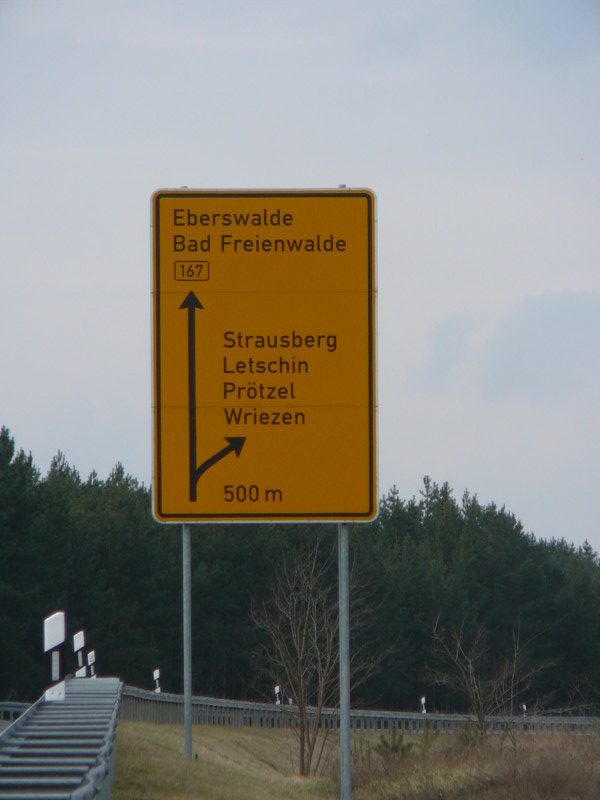 Eberswalde
Bad Freienwalde
167
Strausberg
Letschin
Prötzel
Wriezen
500 m